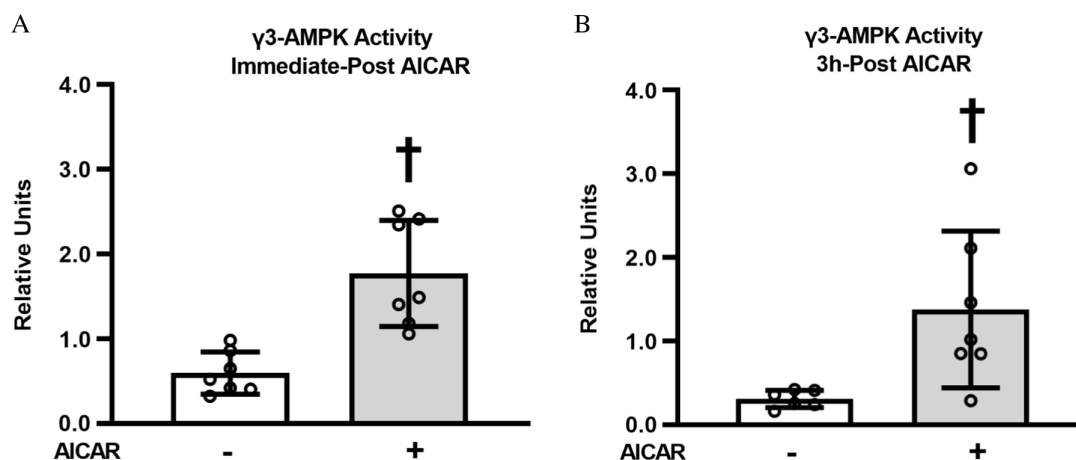 A
γ3-AMPK Activity
Immediate-Post AICAR
Relative Units
4.0
3.0
2.0
1.0
0.0
†
AICAR - +
B
γ3-AMPK Activity
3h-Post AICAR
Relative Units
4.0
3.0
2.0
1.0
0.0
†
AICAR - +